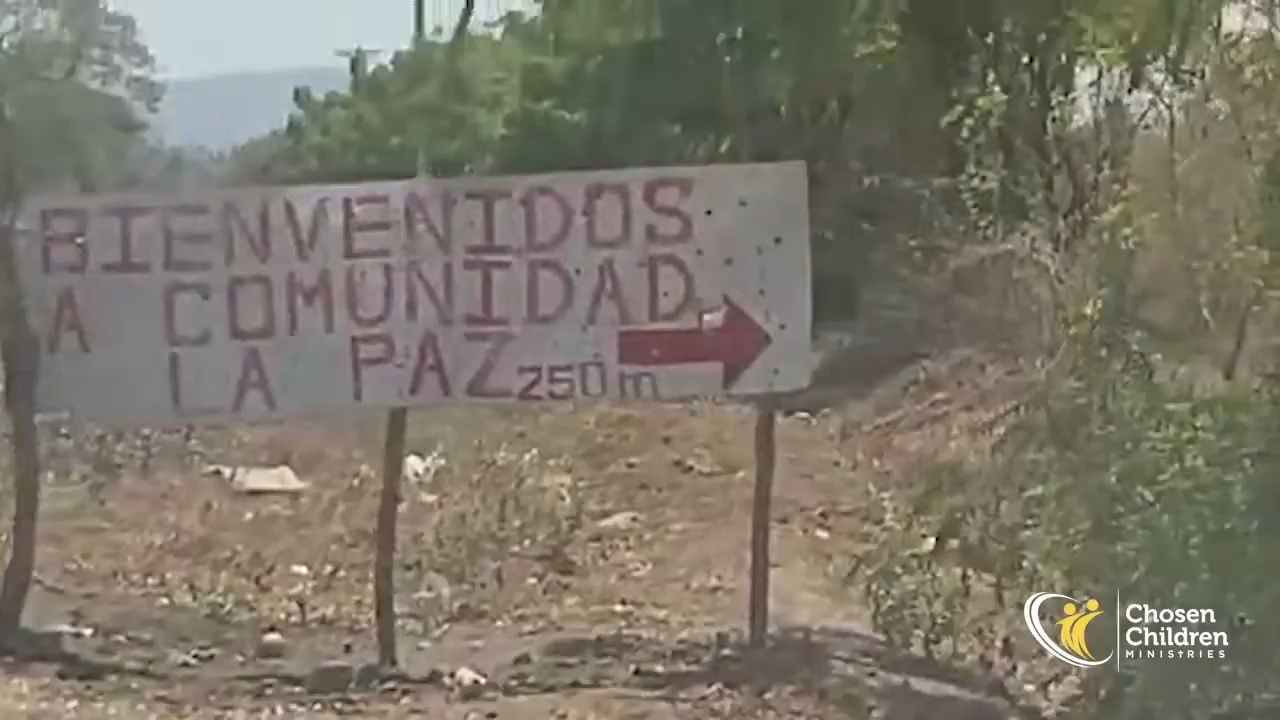 BIENVENIDOS
A COMUNIDAD
LA PAZ 250 m
Chosen
Children
MINISTRIES